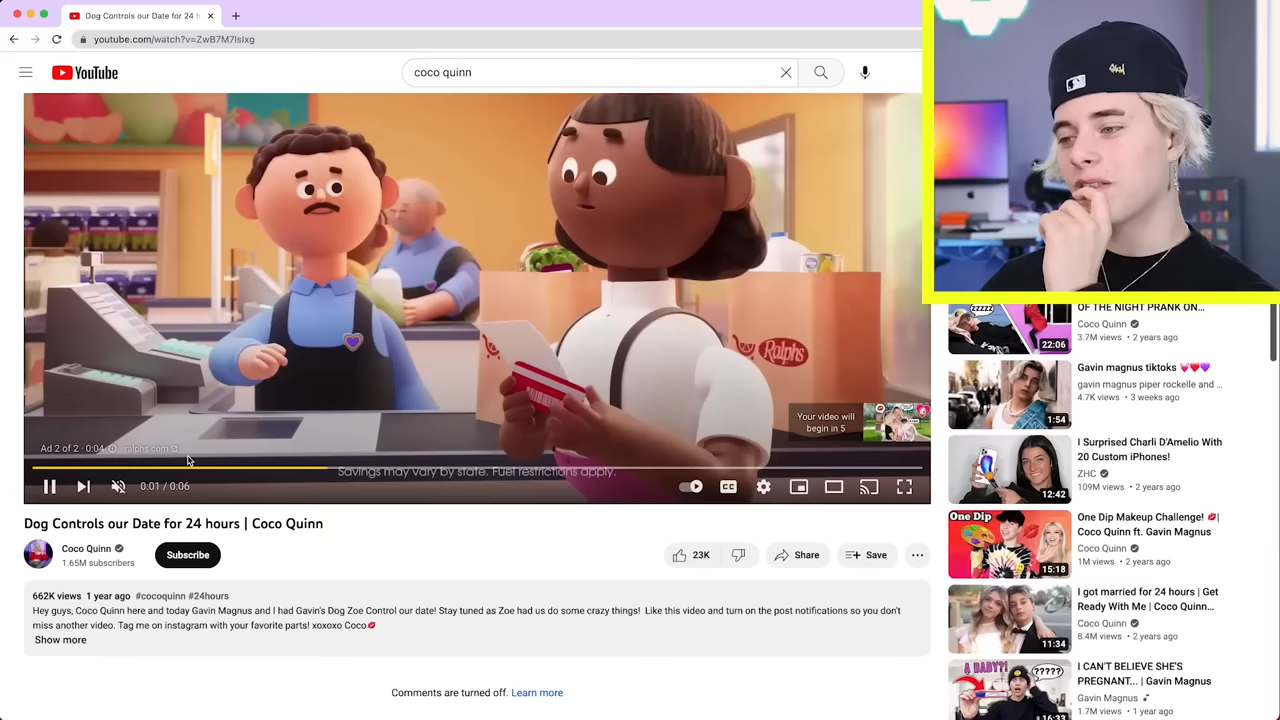 Dog Controls our Date for 24 h
youtube.com/watch?v=ZwB7M7lslxg
YouTube
coco quinn
Ralphs
Your video will
begin in 5
Ad 2 of 2 · 0:04
ralphs.com
Savings may vary by state. Fuel restrictions apply.
0:01 / 0:06
CC
Dog Controls our Date for 24 hours | Coco Quinn
Coco Quinn
1.65M subscribers
Subscribe
23K
Share
Save
662K views 1 year ago #cocoquinn #24hours
Hey guys, Coco Quinn here and today Gavin Magnus and I had Gavin's Dog Zoe Control our date! Stay tuned as Zoe had us do some crazy things! Like this video and turn on the post notifications so you don't
miss another video. Tag me on instagram with your favorite parts! xoxoxo Coco💋
Show more
Comments are turned off. Learn more
zzzzz
22:06
OF THE NIGHT PRANK ON...
Coco Quinn
3.7M views • 2 years ago
1:54
Gavin magnus tiktoks 💘❤️💜
gavin magnus piper rockelle and ...
4.7K views • 3 weeks ago
12:42
I Surprised Charli D'Amelio With
20 Custom iPhones!
ZHC
109M views • 2 years ago
One Dip
15:18
One Dip Makeup Challenge! 💋|
Coco Quinn ft. Gavin Magnus
Coco Quinn
1M views • 2 years ago
11:34
I got married for 24 hours | Get
Ready With Me | Coco Quinn...
Coco Quinn
8.4M views • 2 years ago
A BABY?!
?????
16:33
I CAN'T BELIEVE SHE'S
PREGNANT... | Gavin Magnus
Gavin Magnus
1.7M views • 1 year ago